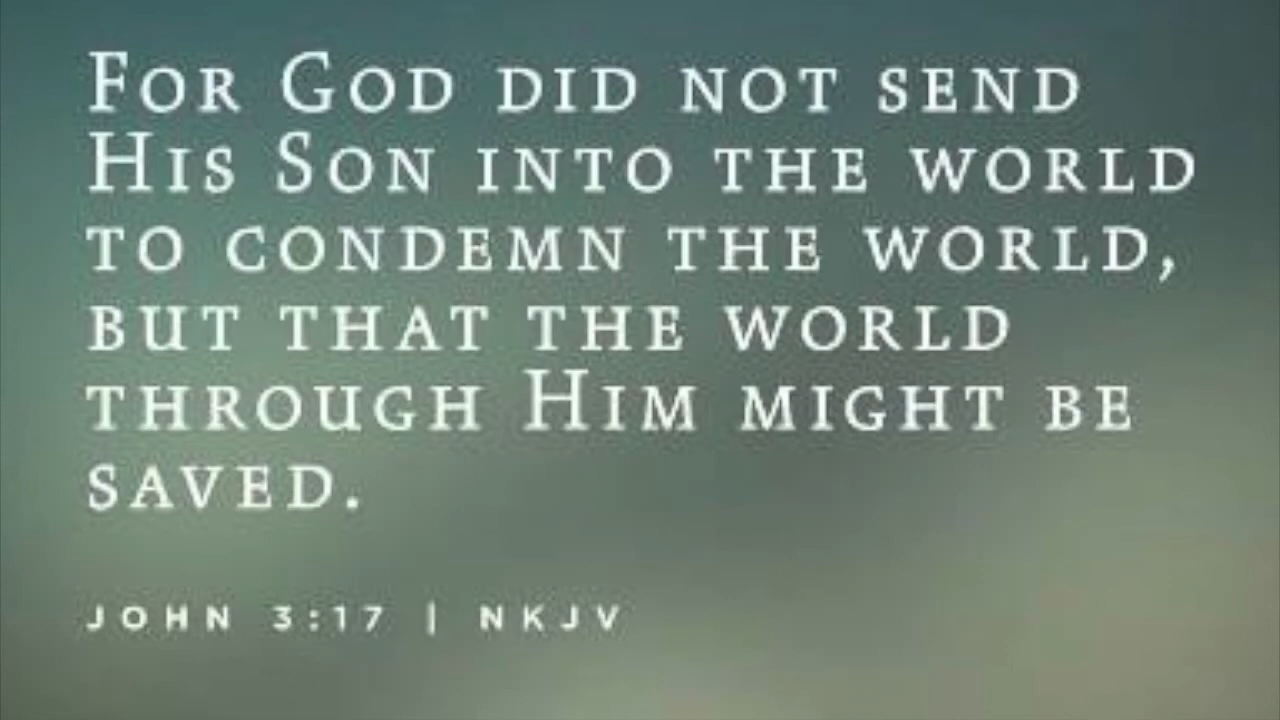 For God did not send
His Son into the world
to condemn the world,
but that the world
through Him might be
saved.
JOHN 3:17 | NKJV